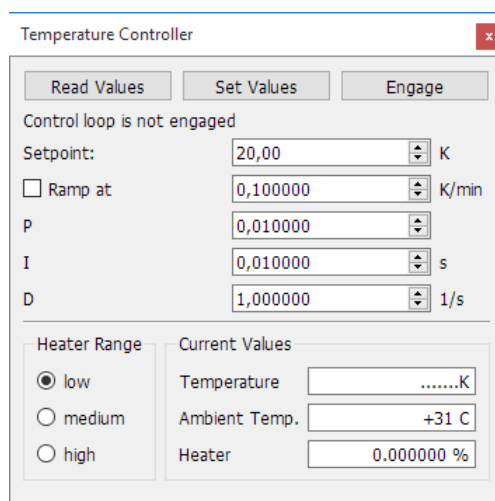 Temperature Controller x
Read Values Set Values Engage
Control loop is not engaged
Setpoint: 20,00 K
Ramp at 0,100000 K/min
P 0,010000
I 0,010000 s
D 1,000000 1/s
Heater Range Current Values
low Temperature .......K
medium Ambient Temp. +31 C
high Heater 0.000000 %